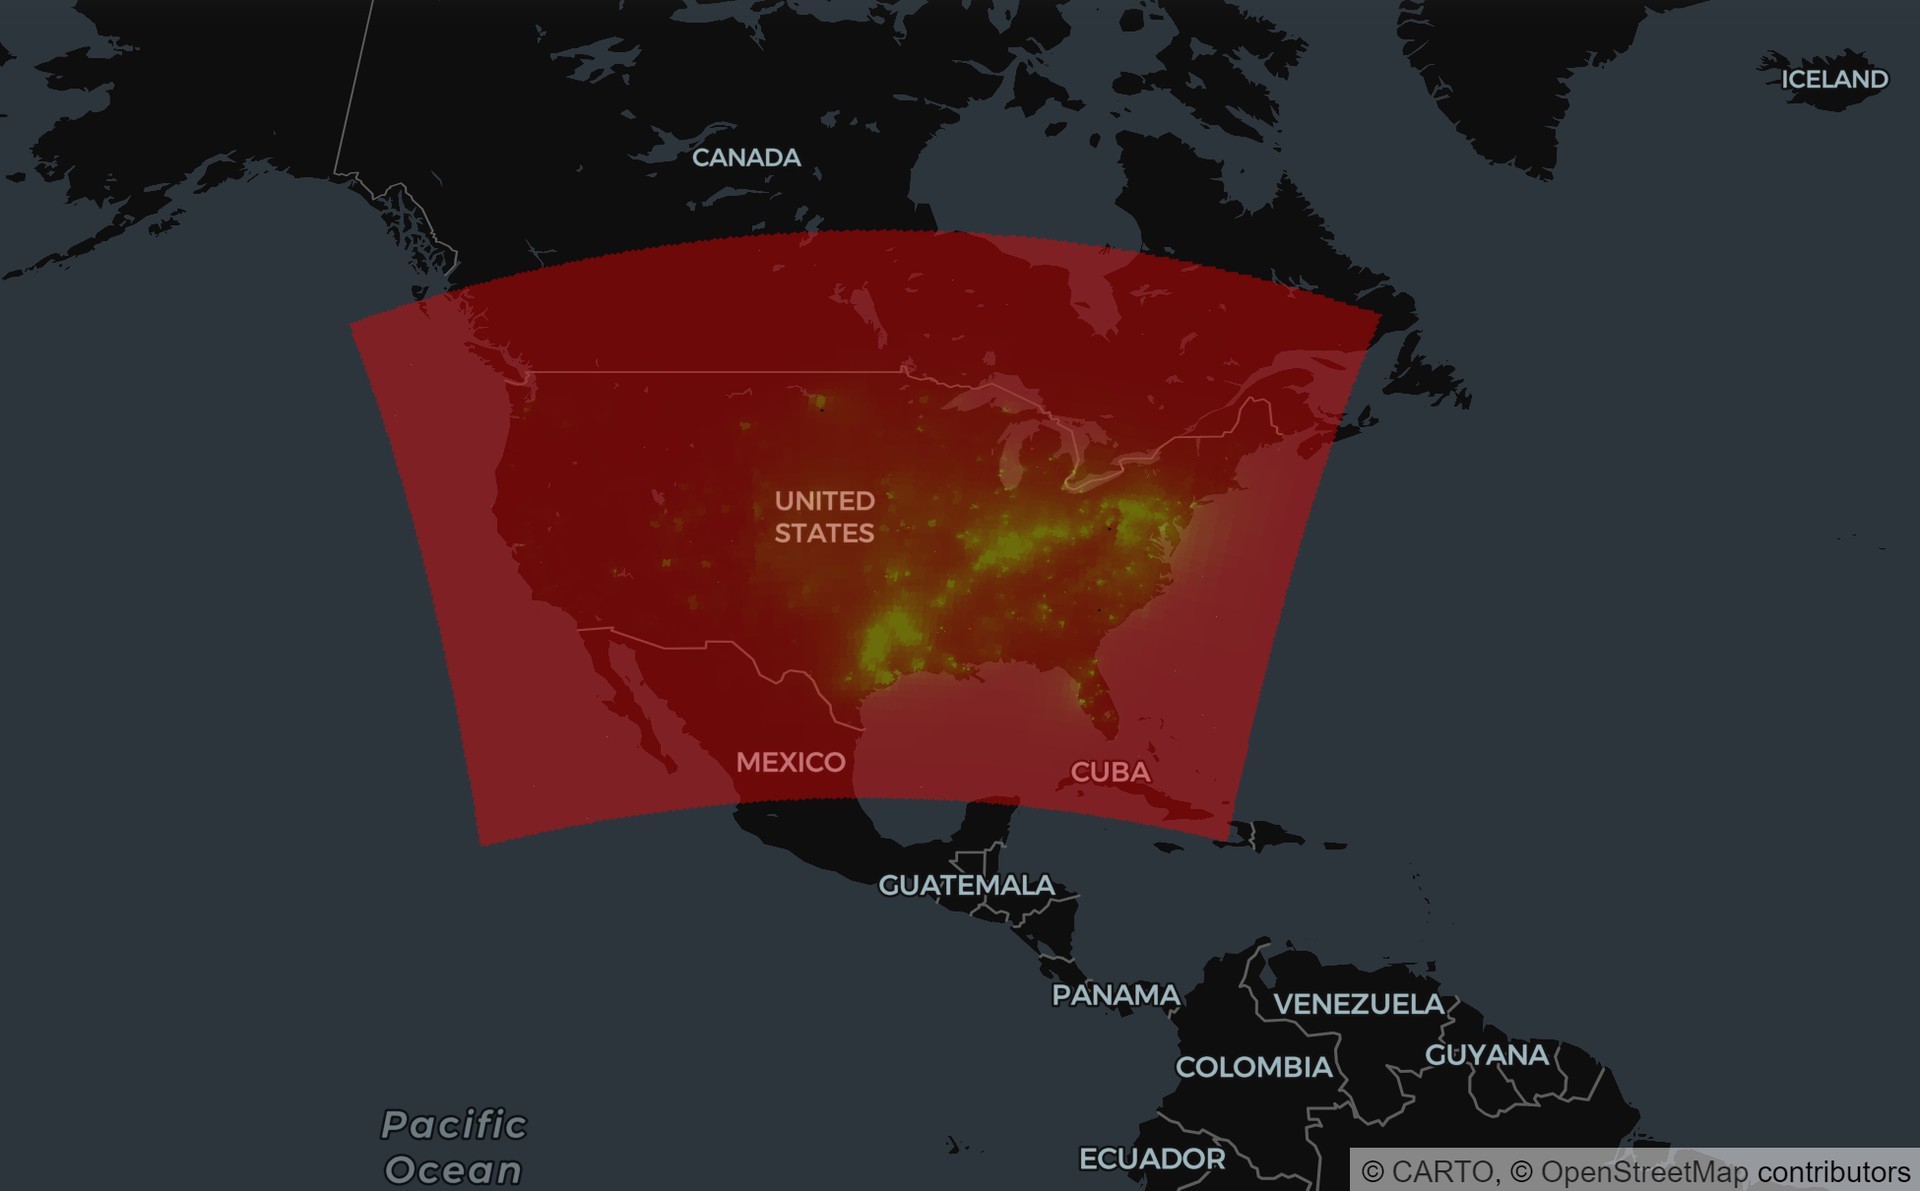 ICELAND
CANADA
UNITED
STATES
MEXICO
CUBA
GUATEMALA
PANAMA
VENEZUELA
GUYANA
COLOMBIA
Pacific
Ocean
ECUADOR
© CARTO, © OpenStreetMap contributors